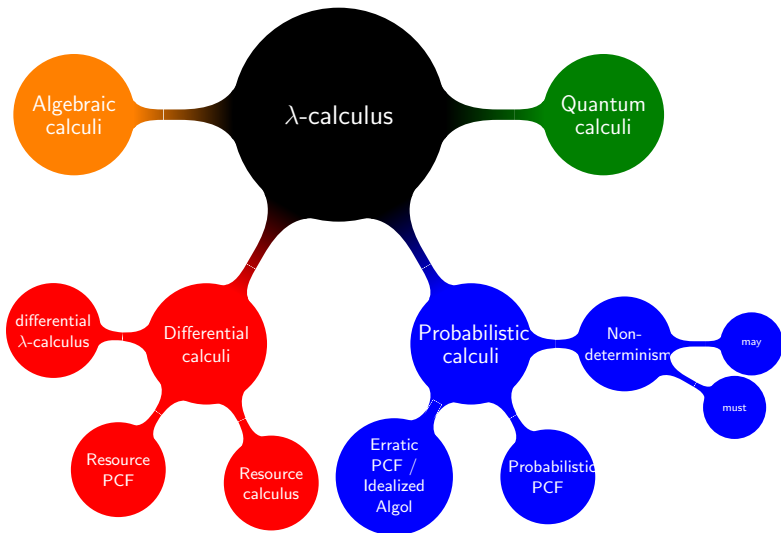 Algebraic
calculi
λ-calculus
Quantum
calculi
differential
λ-calculus
Differential
calculi
Resource
PCF
Resource
calculus
Probabilistic
calculi
Non-
determinism
may
must
Erratic
PCF /
Idealized
Algol
Probabilistic
PCF